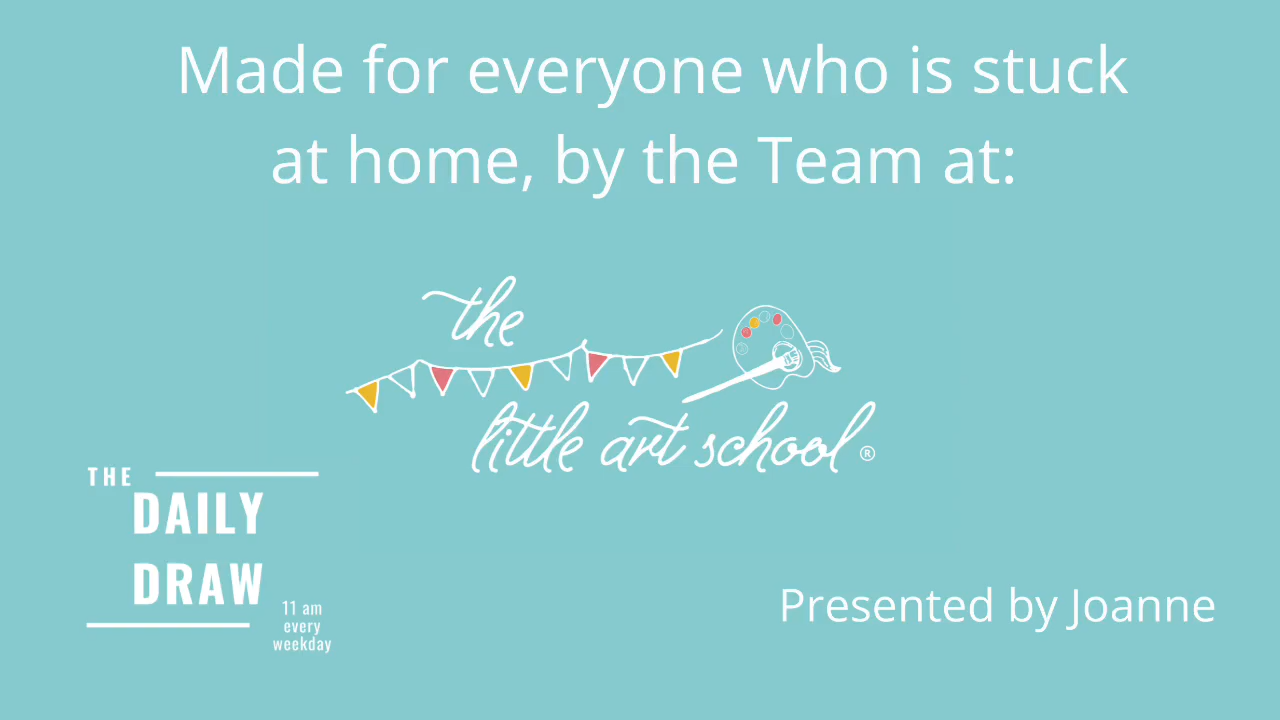 Made for everyone who is stuck
at home, by the Team at:
the
little art school ®
THE
DAILY
DRAW
11 am
every
weekday
Presented by Joanne